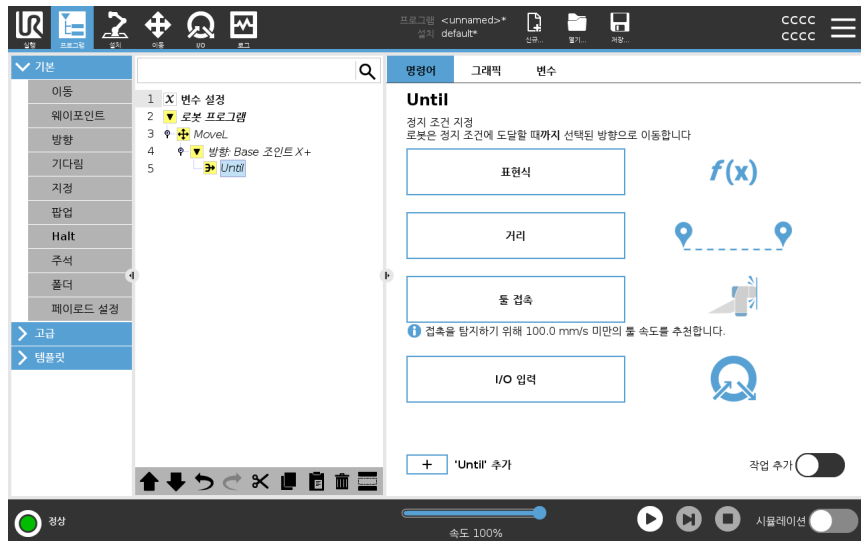 UR
실행
프로그램
설치
이동
I/O
로그
프로그램 <unnamed>*
설치 default*
신규...
열기...
저장...
cccc
cccc
기본
이동
웨이포인트
방향
기다림
지정
팝업
Halt
주석
폴더
페이로드 설정
고급
템플릿
1 X 변수 설정
2 로봇 프로그램
3 MoveL
4 방향: Base 조인트 X+
5 Until
명령어 그래픽 변수
Until
정지 조건 지정
로봇은 정지 조건에 도달할 때까지 선택된 방향으로 이동합니다
표현식
f(x)
거리
툴 접촉
접촉을 탐지하기 위해 100.0 mm/s 미만의 툴 속도를 추천합니다.
I/O 입력
+ 'Until' 추가
작업 추가
정상
속도 100%
시뮬레이션